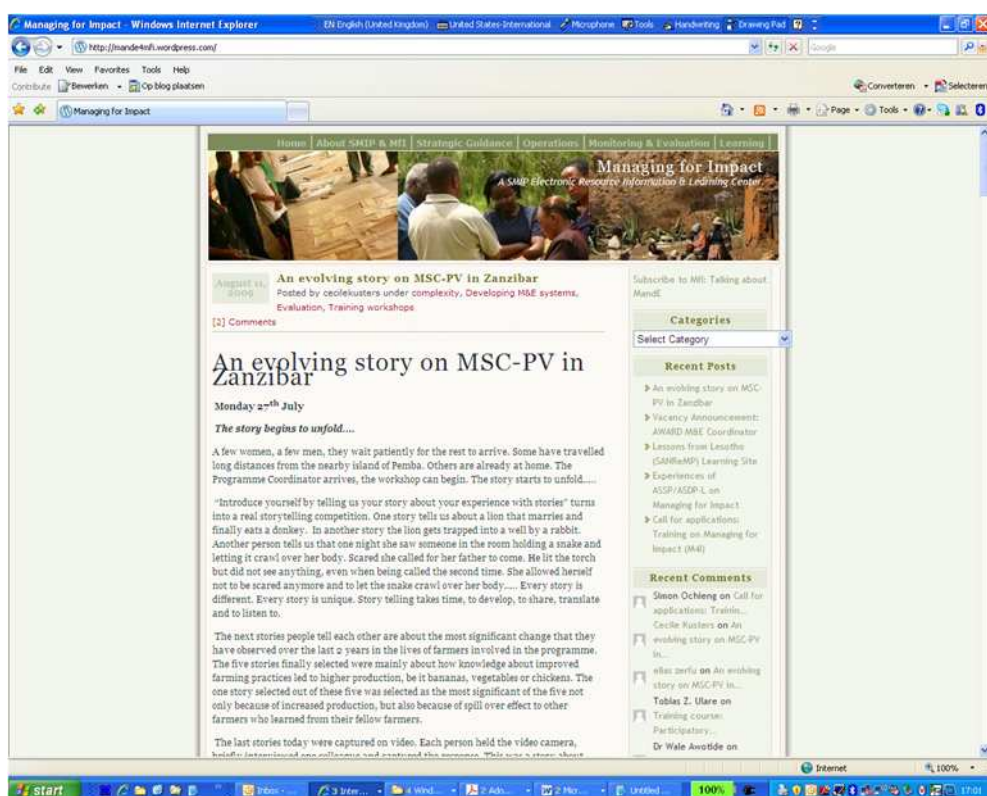 Managing for Impact - Windows Internet Explorer
EN English (United Kingdom) United States-International Microphone Tools Handwriting Drawing Pad
http://mande4mfi.wordpress.com/
Google
File Edit View Favorites Tools Help
Contribute Bewerken Op blog plaatsen
Converteren Selecteren
Managing for Impact
Page Tools
Home | About SMIP & MfI | Strategic Guidance | Operations | Monitoring & Evaluation | Learning |
Managing for Impact
A SMIP Electronic Resource Information & Learning Center
August 11, 2009
An evolving story on MSC-PV in Zanzibar
Posted by cecilekusters under complexity, Developing M&E systems,
Evaluation, Training workshops
[2] Comments
An evolving story on MSC-PV in
Zanzibar
Monday 27th July
The story begins to unfold....
A few women, a few men, they wait patiently for the rest to arrive. Some have travelled
long distances from the nearby island of Pemba. Others are already at home. The
Programme Coordinator arrives, the workshop can begin. The story starts to unfold.....
"Introduce yourself by telling us your story about your experience with stories" turns
into a real storytelling competition. One story tells us about a lion that marries and
finally eats a donkey. In another story the lion gets trapped into a well by a rabbit.
Another person tells us that one night she saw someone in the room holding a snake and
letting it crawl over her body. Scared she called for her father to come. He lit the torch
but did not see anything, even when being called the second time. She allowed herself
not to be scared anymore and to let the snake crawl over her body..... Every story is
different. Every story is unique. Story telling takes time, to develop, to share, translate
and to listen to.
The next stories people tell each other are about the most significant change that they
have observed over the last 2 years in the lives of farmers involved in the programme.
The five stories finally selected were mainly about how knowledge about improved
farming practices led to higher production, be it bananas, vegetables or chickens. The
one story selected out of these five was selected as the most significant of the five not
only because of increased production, but also because of spill over effect to other
farmers who learned from their fellow farmers.
The last stories today were captured on video. Each person held the video camera,
briefly interviewed one colleague and captured the response. This was a story about
Subscribe to MfI: Talking about
MandE
Categories
Select Category
Recent Posts
An evolving story on MSC-
PV in Zanzibar
Vacancy Announcement:
AWARD M&E Coordinator
Lessons from Lesotho
(SANReMP) Learning Site
Experiences of
ASSP/ASDP-L on
Managing for Impact
Call for applications:
Training on Managing for
Impact (M4I)
Recent Comments
Simon Ochieng on Call for
applications: Trainin...
Cecile Kusters on An
evolving story on MSC-PV
in...
elias zerfu on An evolving
story on MSC-PV in...
Tobias Z. Ulare on
Training course:
Participatory...
Dr Wale Awotide on
Internet
100%
start
Inbox - ...
3 Inter...
4 Wind...
2 Ado...
2 Micr...
Untitled ...
100%
17:01